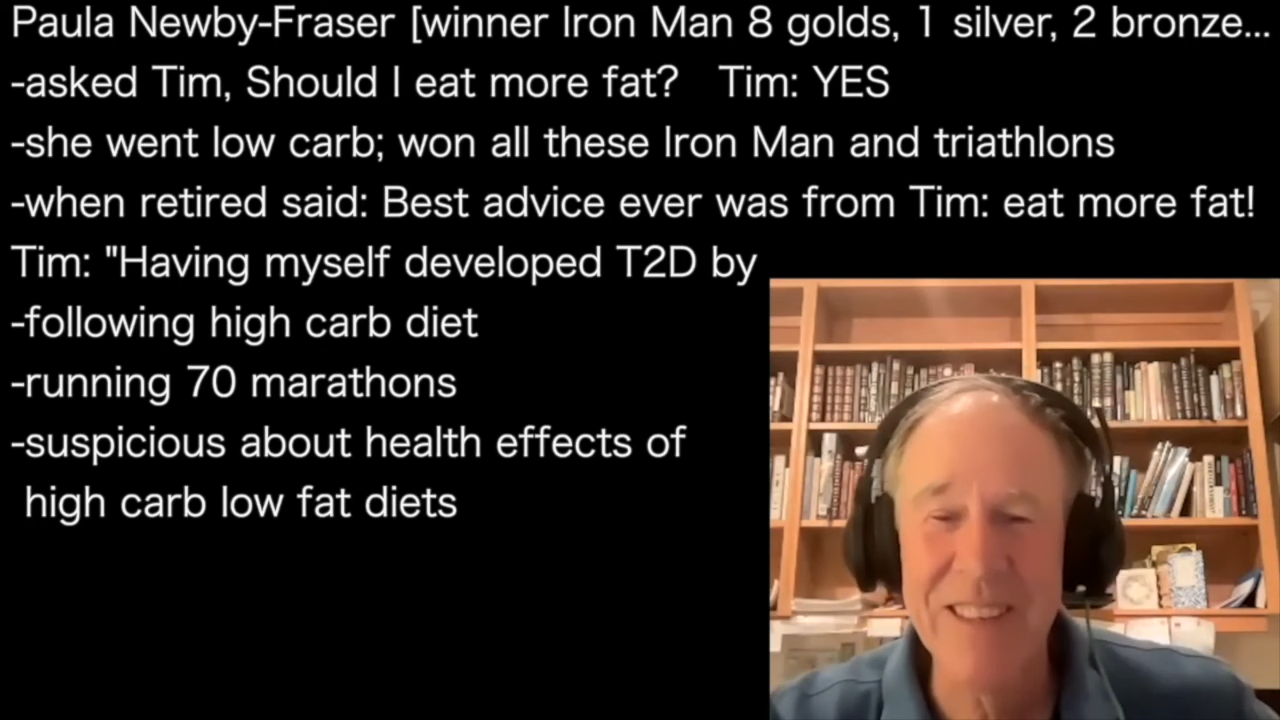 Paula Newby-Fraser [winner Iron Man 8 golds, 1 silver, 2 bronze...
-asked Tim, Should I eat more fat?   Tim: YES
-she went low carb; won all these Iron Man and triathlons
-when retired said: Best advice ever was from Tim: eat more fat!
Tim: "Having myself developed T2D by
-following high carb diet
-running 70 marathons
-suspicious about health effects of
high carb low fat diets